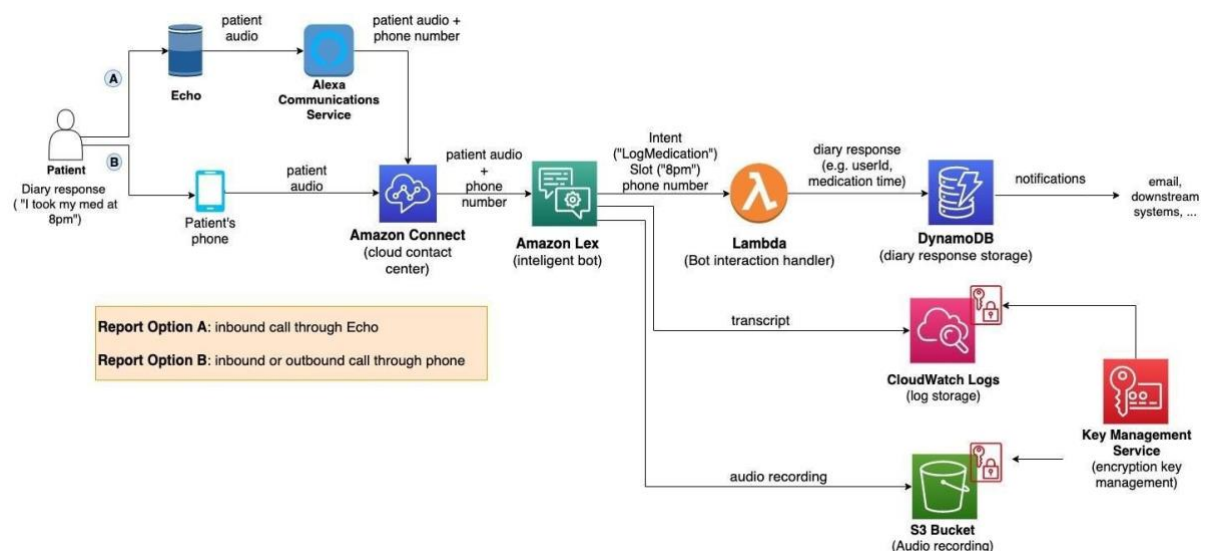 patient
audio
patient audio +
phone number
A
Echo
Alexa
Communications
Service
B
Patient
Diary response
( "I took my med at
8pm")
Patient's
phone
patient
audio
Amazon Connect
(cloud contact
center)
patient audio
+
phone
number
Amazon Lex
(inteligent bot)
Intent
("LogMedication")
Slot ("8pm")
phone number
Lambda
(Bot interaction handler)
diary response
(e.g. userId,
medication time)
DynamoDB
(diary response storage)
notifications
email,
downstream
systems, ...
Report Option A: inbound call through Echo
Report Option B: inbound or outbound call through phone
transcript
CloudWatch Logs
(log storage)
Key Management
Service
(encryption key
management)
audio recording
S3 Bucket
(Audio recording)